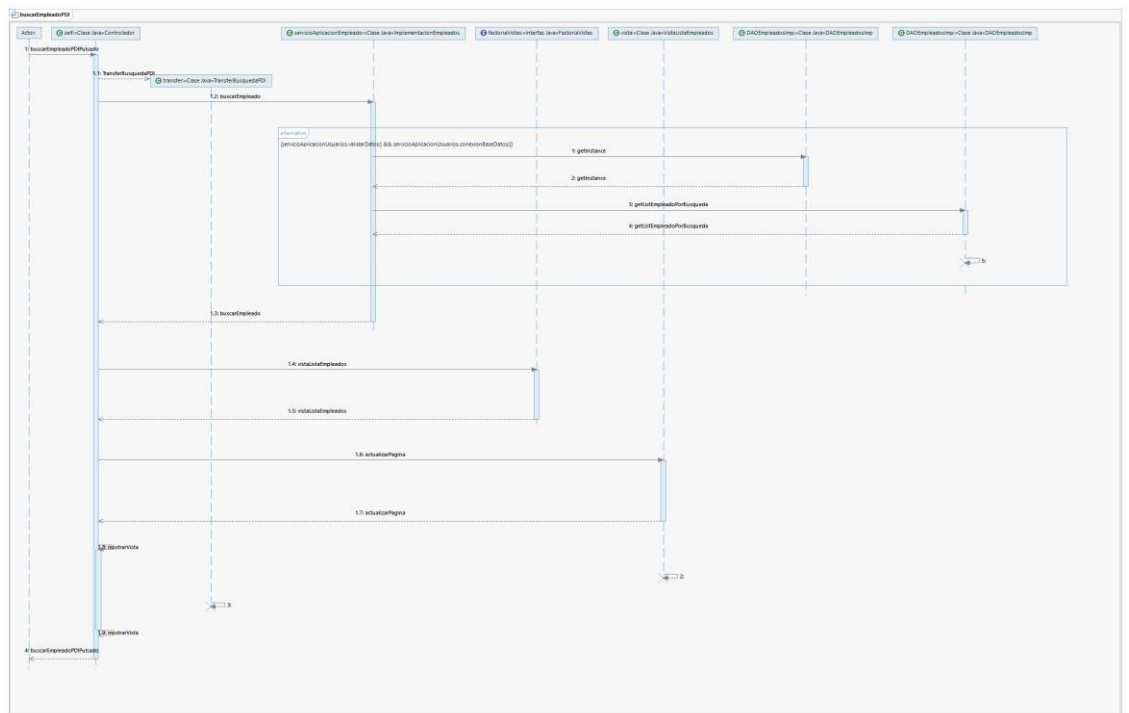 buscarEmpleadoPDI
Actor:
self:<Clase Java>Controlador
servicioAplicacionEmpleado:<Clase Java>ImplementacionEmpleados
factoriaVistas<Interfaz Java>FactoriaVistas
vista:<Clase Java>VistaListaEmpleados
DAOEmpleadosImp:<Clase Java>DAOEmpleadosImp
DAOEmpleadosImp:<Clase Java>DAOEmpleadosImp
1: buscarEmpleadoPDIPulsado
1.1: TransferBusquedaPDI
transfer:<Clase Java>TransferBusquedaPDI
1.2: buscarEmpleado
alternativo
[servicioAplicacionUsuarios.validarDatos() && servicioAplicacionUsuarios.conexionBaseDatos()]
1: getInstance
2: getInstance
3: getListEmpleadoPorBusqueda
4: getListEmpleadoPorBusqueda
5:
1.3: buscarEmpleado
1.4: vistaListaEmpleados
1.5: vistaListaEmpleados
1.6: actualizarPagina
1.7: actualizarPagina
1.8: mostrarVista
2:
3:
1.9: mostrarVista
4: buscarEmpleadoPDIPulsado